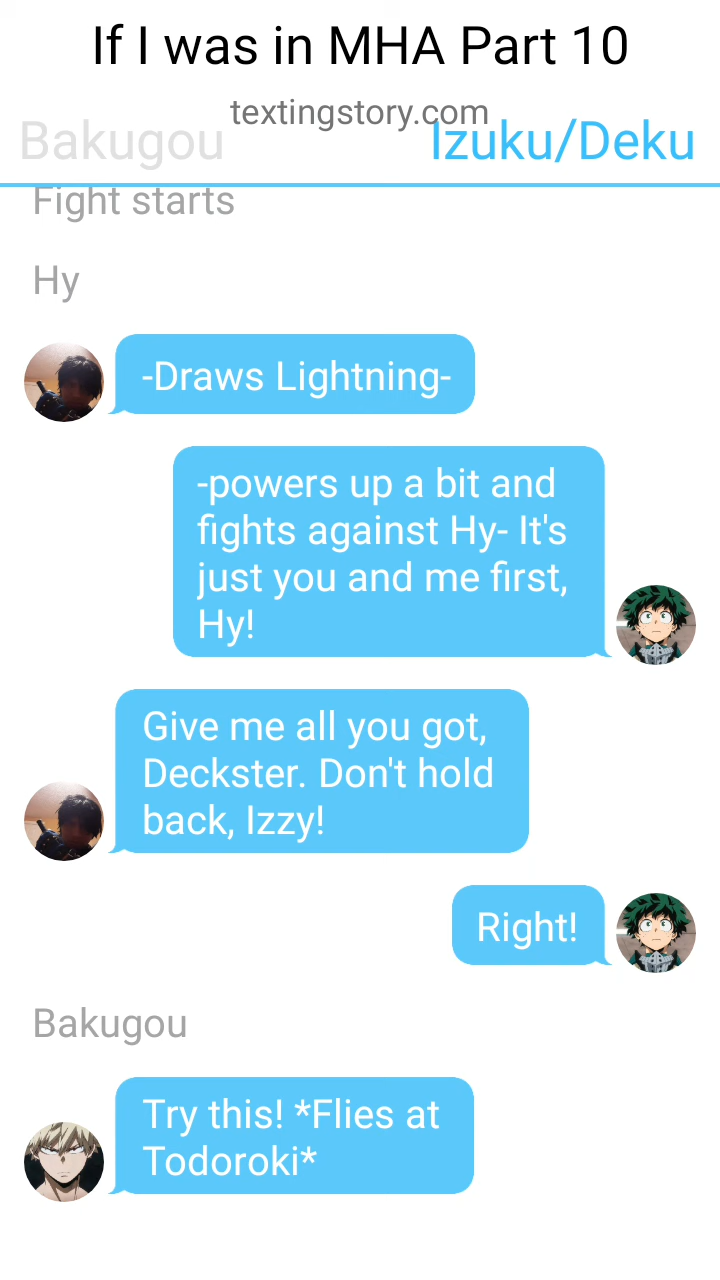 If I was in MHA Part 10
textingstory.com
Bakugou
Izuku/Deku
Fight starts
Hy
-Draws Lightning-
-powers up a bit and
fights against Hy- It's
just you and me first,
Hy!
Give me all you got,
Deckster. Don't hold
back, Izzy!
Right!
Bakugou
Try this! *Flies at
Todoroki*